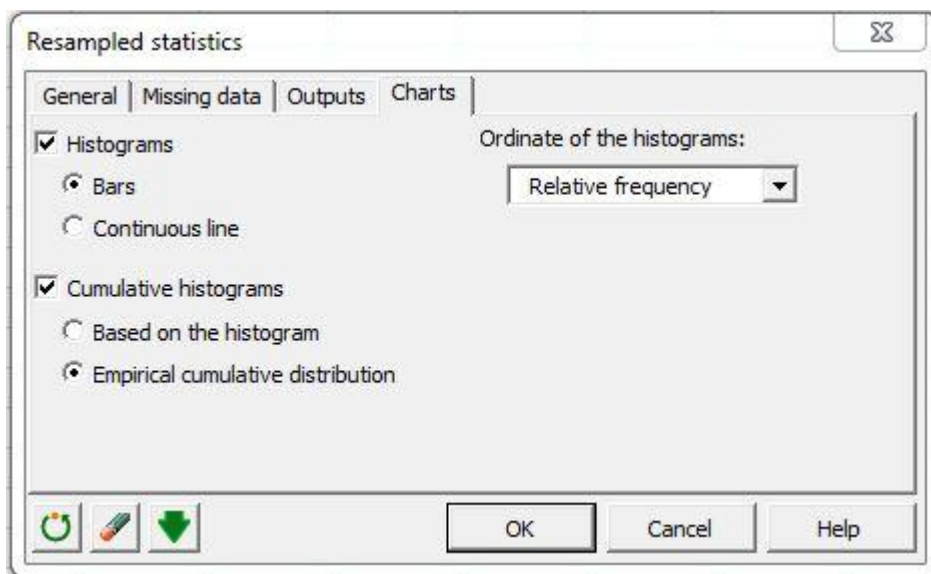 Resampled statistics
General Missing data Outputs Charts
Histograms
Bars
Continuous line
Cumulative histograms
Based on the histogram
Empirical cumulative distribution
Ordinate of the histograms:
Relative frequency
OK Cancel Help